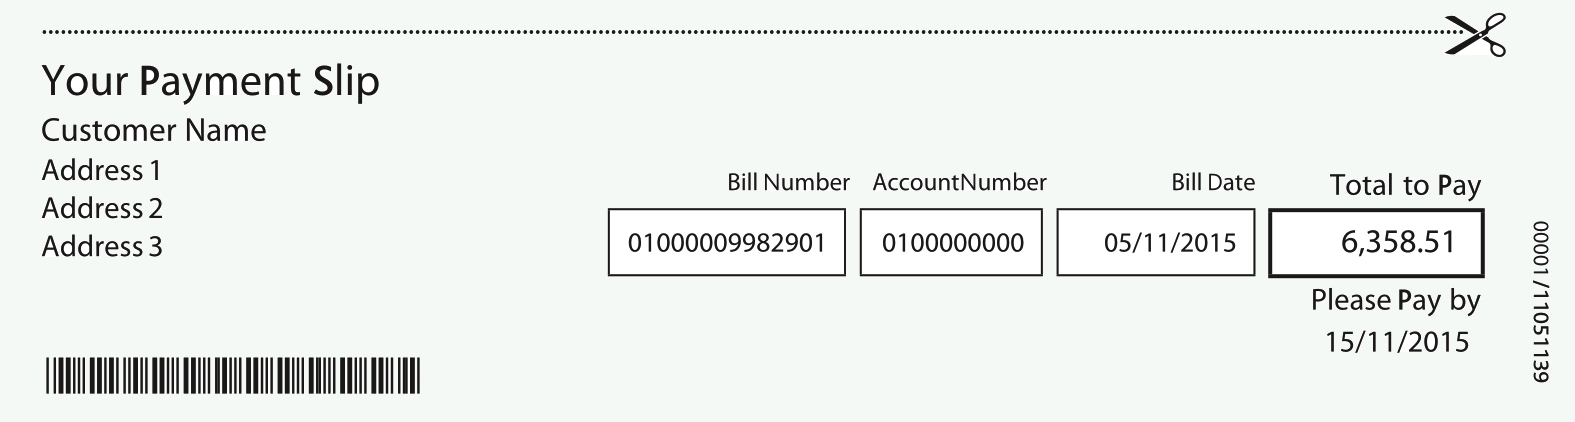 Your Payment Slip
Customer Name
Address 1
Address 2
Address 3
Bill Number AccountNumber Bill Date Total to Pay
01000009982901 0100000000 05/11/2015 6,358.51
Please Pay by
15/11/2015
00001/11051139